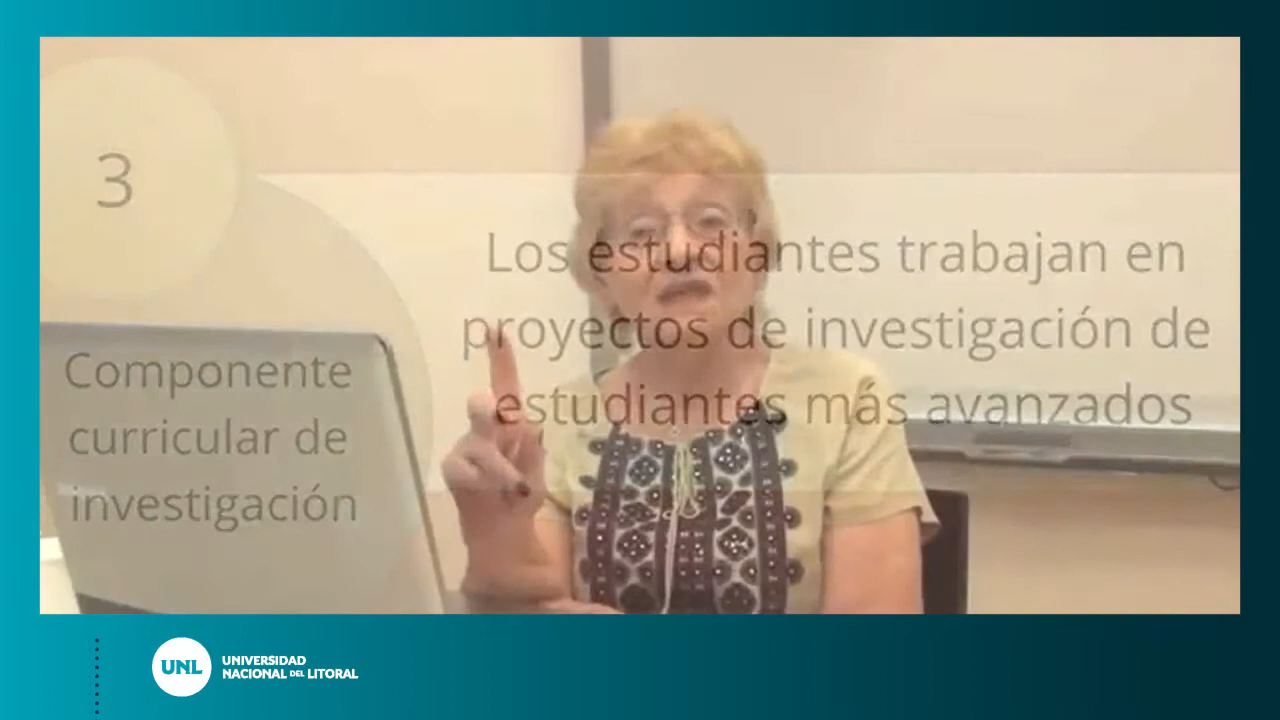 3
Componente
curricular de
investigación
Los estudiantes trabajan en
proyectos de investigación de
estudiantes más avanzados
UNL
UNIVERSIDAD
NACIONAL DEL LITORAL